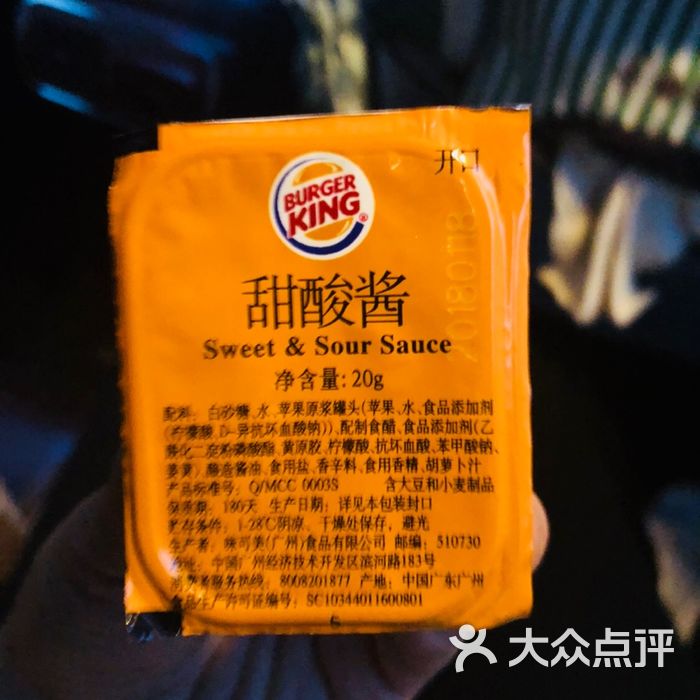 开口
BURGER
KING
®
20180116
甜酸酱
Sweet & Sour Sauce
净含量: 20g
配料: 白砂糖、水、苹果原浆罐头(苹果、水、食品添加剂
(柠檬酸、D-异抗坏血酸钠))、配制食醋、食品添加剂(乙
酰化二淀粉磷酸酯、黄原胶、柠檬酸、抗坏血酸、苯甲酸钠、
姜黄)、酿造酱油、食用盐、香辛料、食用香精、胡萝卜汁
产品标准号: Q/MCC 0003S 含大豆和小麦制品
保质期: 180天 生产日期: 详见本包装封口
贮存条件: 1-28℃阴凉、干燥处保存, 避光
生产者: 味可美(广州)食品有限公司 邮编: 510730
地址: 中国广州经济技术开发区滨河路183号
消费者服务热线: 8008201877 产地: 中国广东广州
食品生产许可证编号: SC10344011600801
6
大众点评